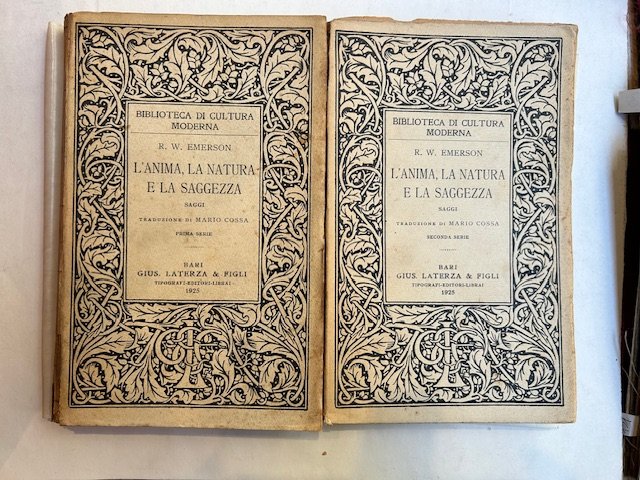 BIBLIOTECA DI CULTURA
MODERNA
R. W. EMERSON
L'ANIMA, LA NATURA
E LA SAGGEZZA
SAGGI
TRADUZIONE DI MARIO COSSA
PRIMA SERIE
BARI
GIUS. LATERZA & FIGLI
TIPOGRAFI-EDITORI-LIBRAI
1925
BIBLIOTECA DI CULTURA
MODERNA
R. W. EMERSON
L'ANIMA, LA NATURA
E LA SAGGEZZA
SAGGI
TRADUZIONE DI MARIO COSSA
SECONDA SERIE
BARI
GIUS. LATERZA & FIGLI
TIPOGRAFI-EDITORI-LIBRAI
1925